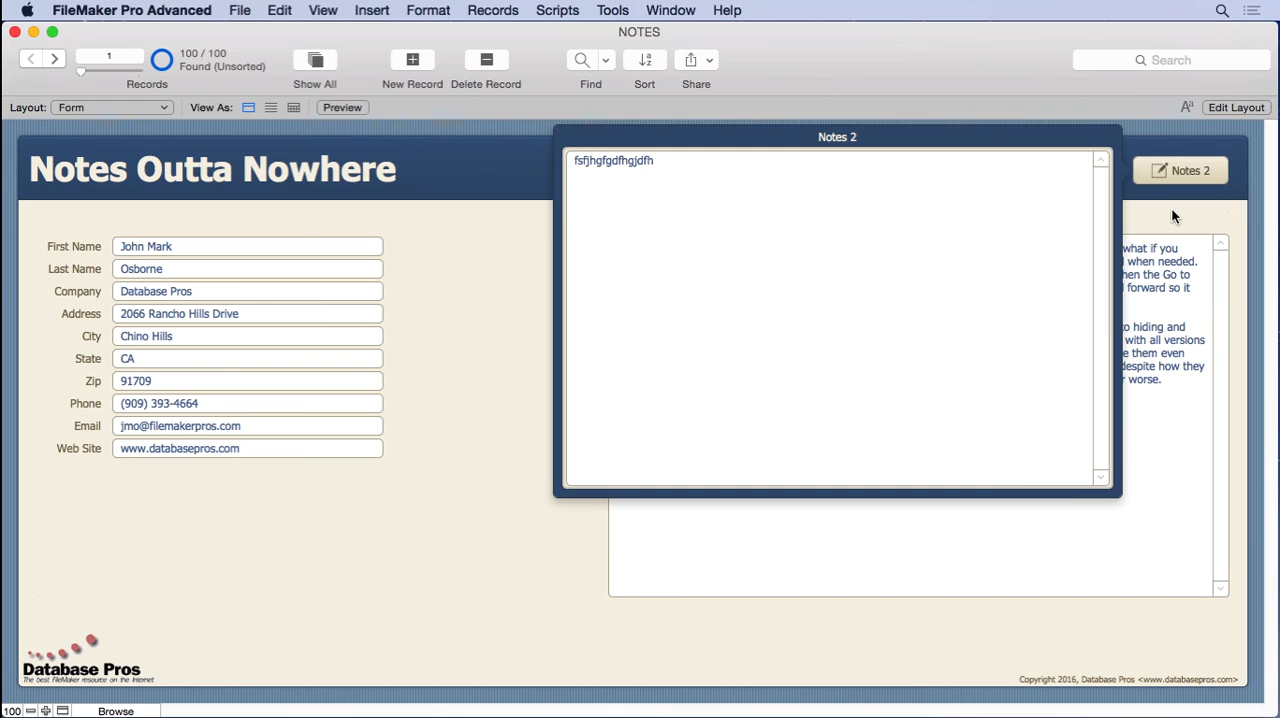 FileMaker Pro Advanced File Edit View Insert Format Records Scripts Tools Window Help
NOTES
1
100 / 100
Found (Unsorted)
Records
Show All
New Record
Delete Record
Find
Sort
Share
Search
Layout: Form
View As:
Preview
Aa
Edit Layout
Notes Outta Nowhere
Notes 2
fsfjhgfgdfhgjdfh
Notes 2
First Name John Mark
Last Name Osborne
Company Database Pros
Address 2066 Rancho Hills Drive
City Chino Hills
State CA
Zip 91709
Phone (909) 393-4664
Email jmo@filemakerpros.com
Web Site www.databasepros.com
what if you
when needed.
hen the Go to
forward so it
to hiding and
with all versions
e them even
despite how they
r worse.
Database Pros
The best FileMaker resource on the Internet
Copyright 2016, Database Pros <www.databasepros.com>
100
Browse